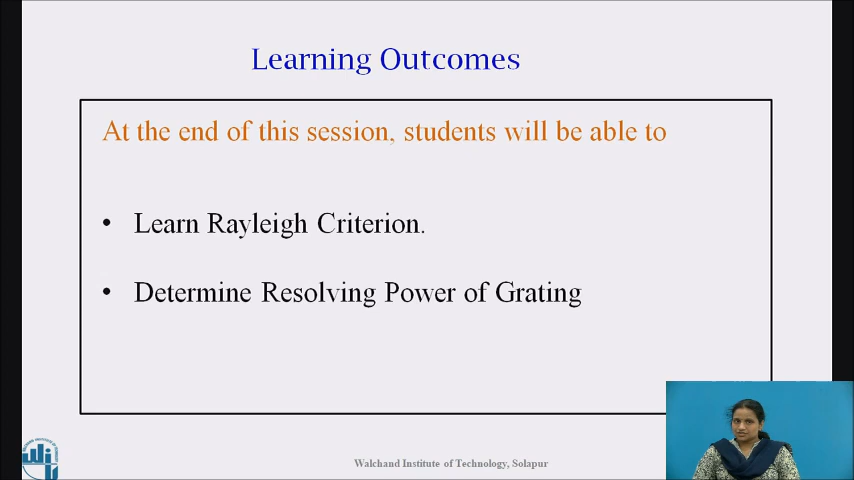 Learning Outcomes
At the end of this session, students will be able to
• Learn Rayleigh Criterion.
• Determine Resolving Power of Grating
Walchand Institute of Technology, Solapur